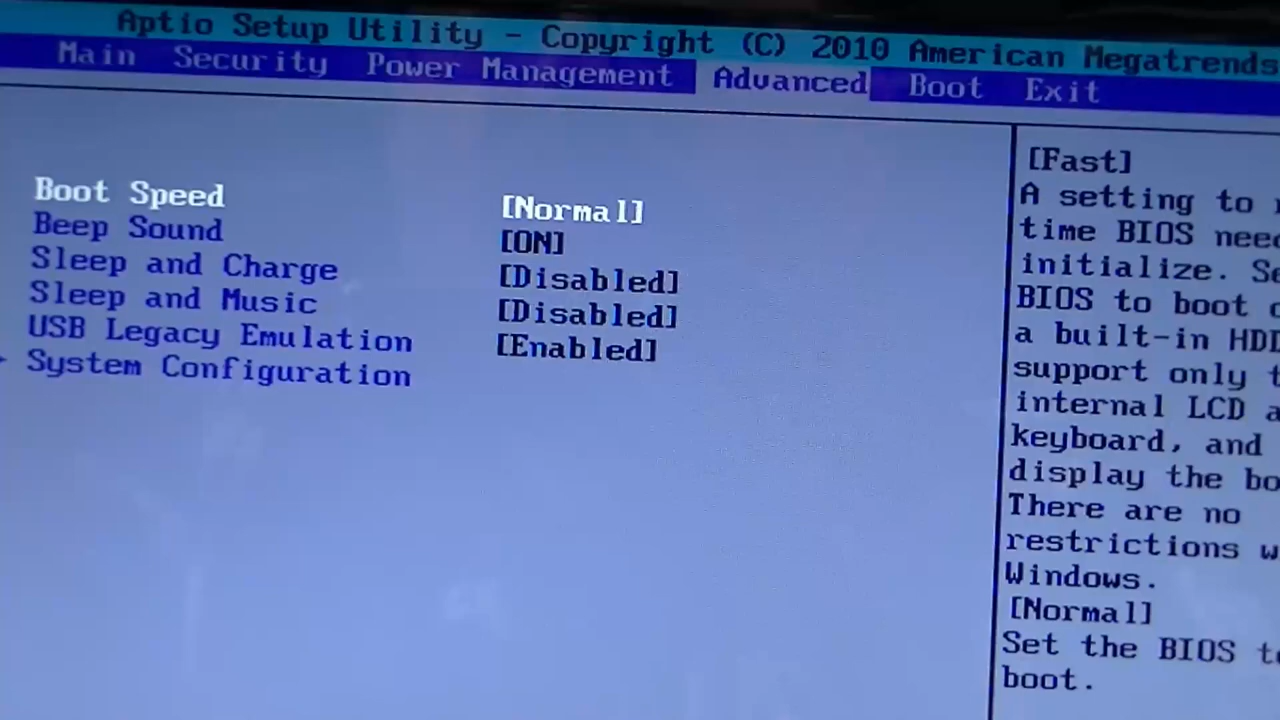 Aptio Setup Utility - Copyright (C) 2010 American Megatrends
Main Security Power Management Advanced Boot Exit
Boot Speed [Normal]
Beep Sound [ON]
Sleep and Charge [Disabled]
Sleep and Music [Disabled]
USB Legacy Emulation [Enabled]
System Configuration
[Fast]
A setting to
time BIOS
initialize.
BIOS to boot
a built-in HDD
support only
internal LCD
keyboard, and
display the
There are no
restrictions
Windows.
[Normal]
Set the BIOS
boot.